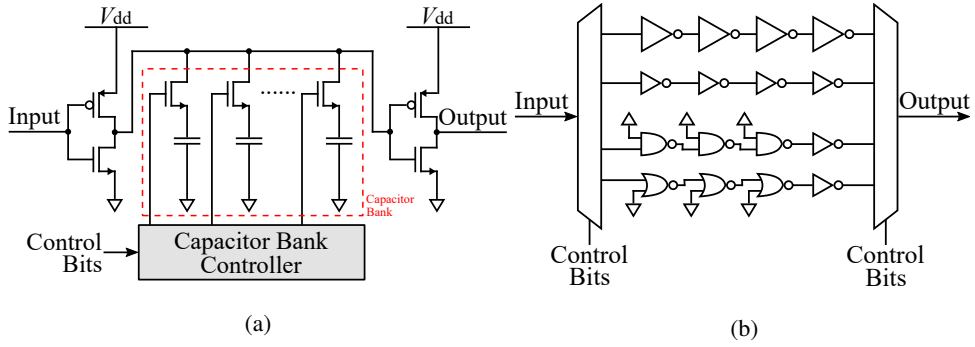 Vdd
Vdd
Input
Output
......
Capacitor
Bank
Control
Bits
Capacitor Bank
Controller
(a)
Input
Output
Control
Bits
Control
Bits
(b)